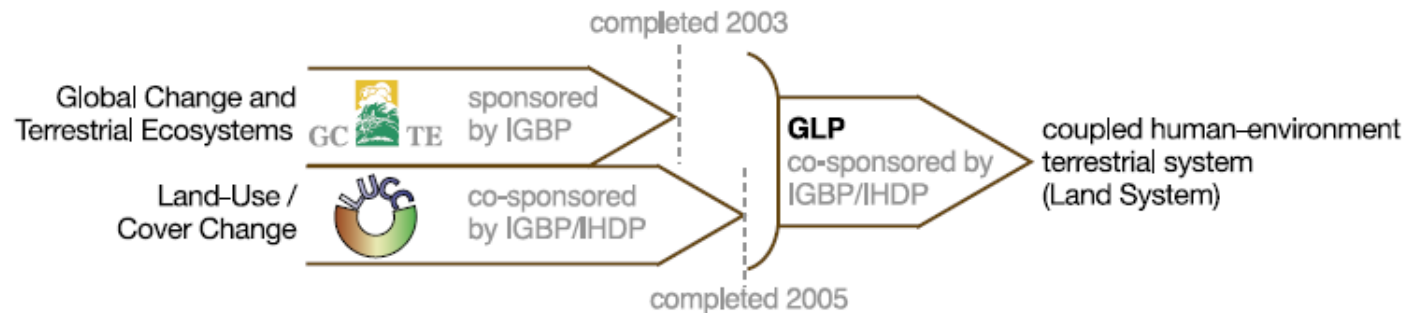 completed 2003
Global Change and
Terrestrial Ecosystems
GC TE
sponsored
by IGBP
Land-Use /
Cover Change
LUCC
co-sponsored
by IGBP/IHDP
completed 2005
GLP
co-sponsored by
IGBP/IHDP
coupled human-environment
terrestrial system
(Land System)